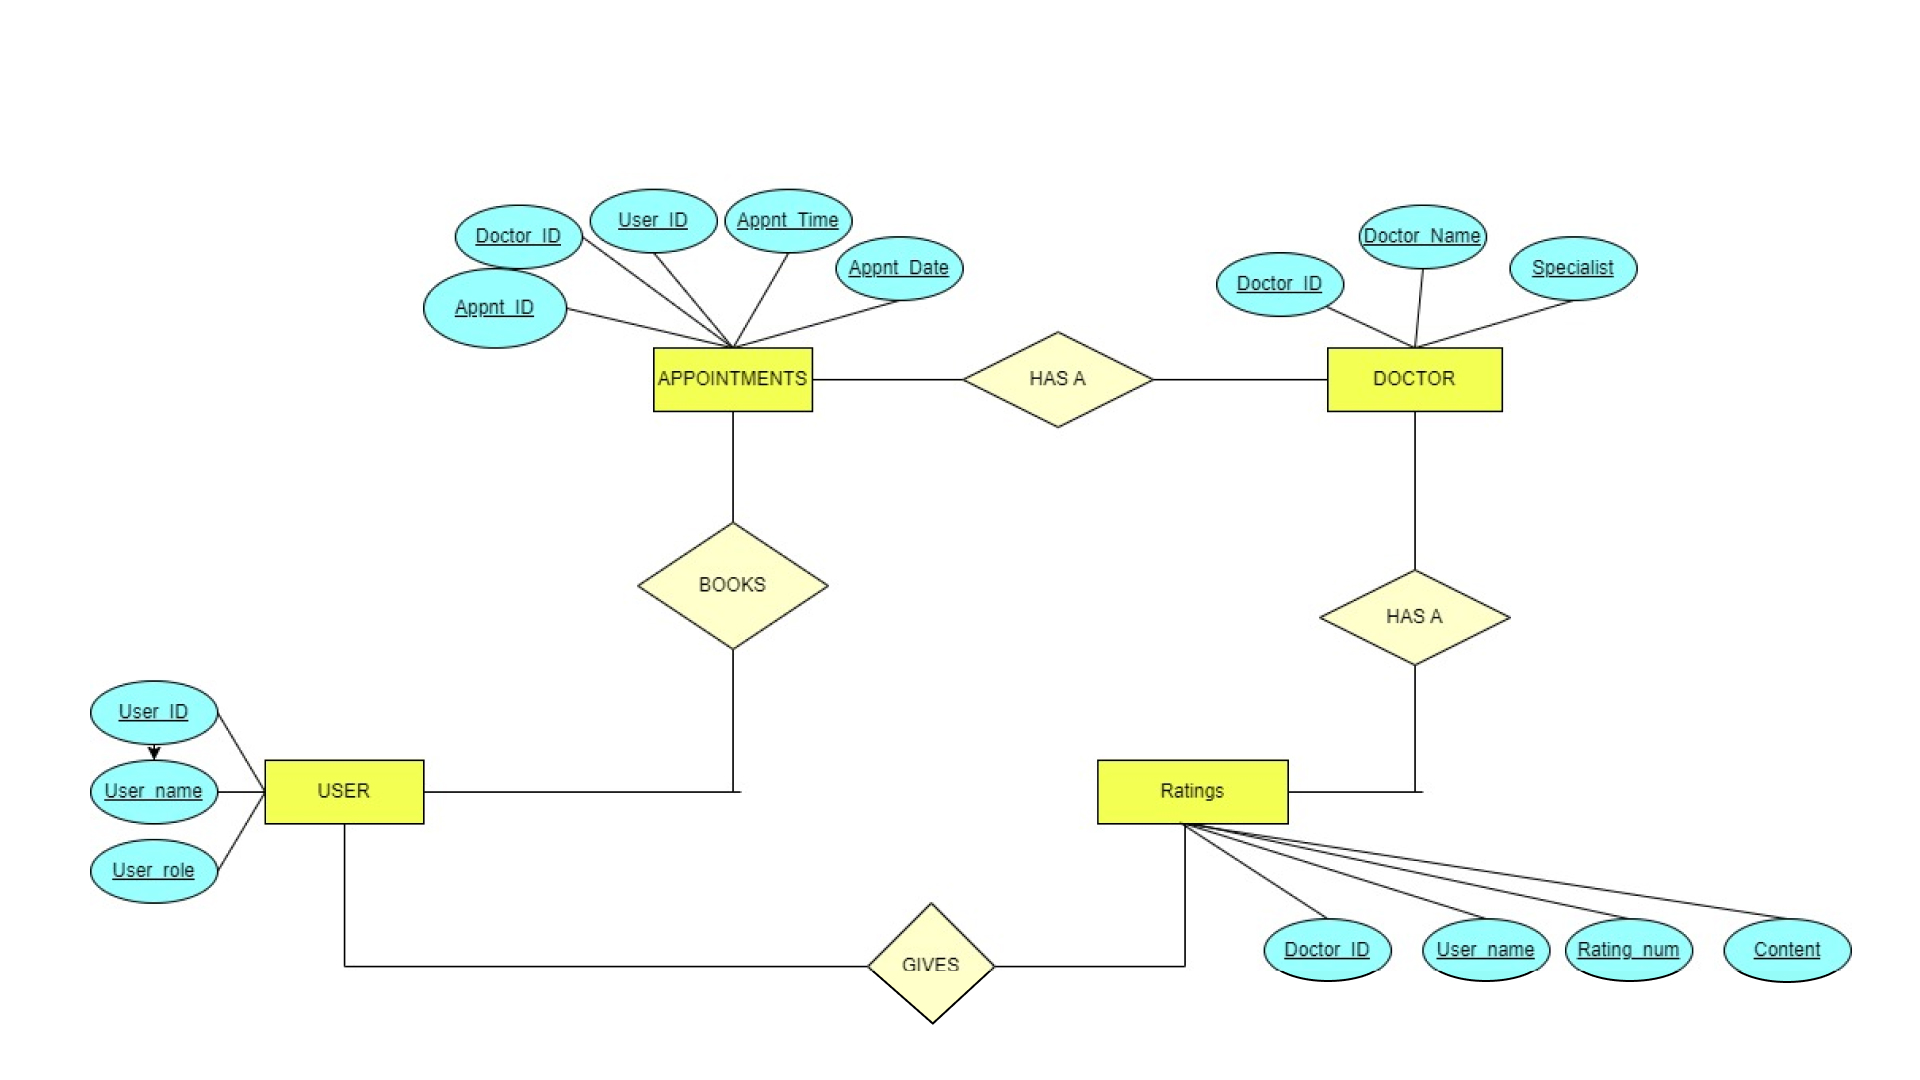 User_ID
Appnt_Time
Doctor_ID
Doctor_Name
Appnt_Date
Specialist
Doctor_ID
Appnt_ID
APPOINTMENTS
HAS A
DOCTOR
BOOKS
HAS A
User_ID
User_name
USER
Ratings
User_role
Doctor_ID
User_name
Rating_num
Content
GIVES